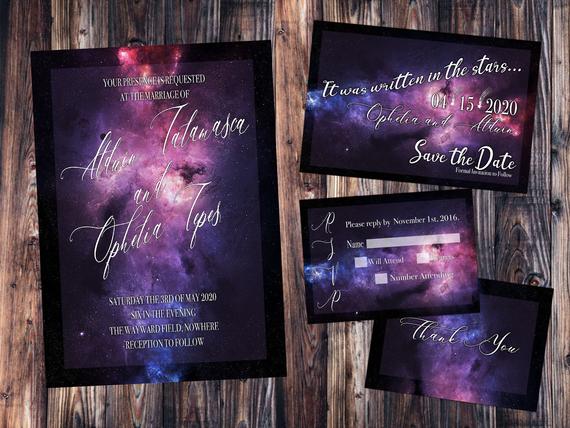 YOUR PRESENCE IS REQUESTED
AT THE MARRIAGE OF
Alduin Talamasca
and
Ophelia Tepes
SATURDAY THE 3RD OF MAY 2020
SIX IN THE EVENING
THE WAYWARD FIELD, NOWHERE
RECEPTION TO FOLLOW
It was written in the stars...
04 15 2020
Ophelia and Alduin
Save the Date
Formal Invitation to Follow
RSVP
Please reply by November 1st, 2016.
Name
Will Attend
Number Attending
Thank You